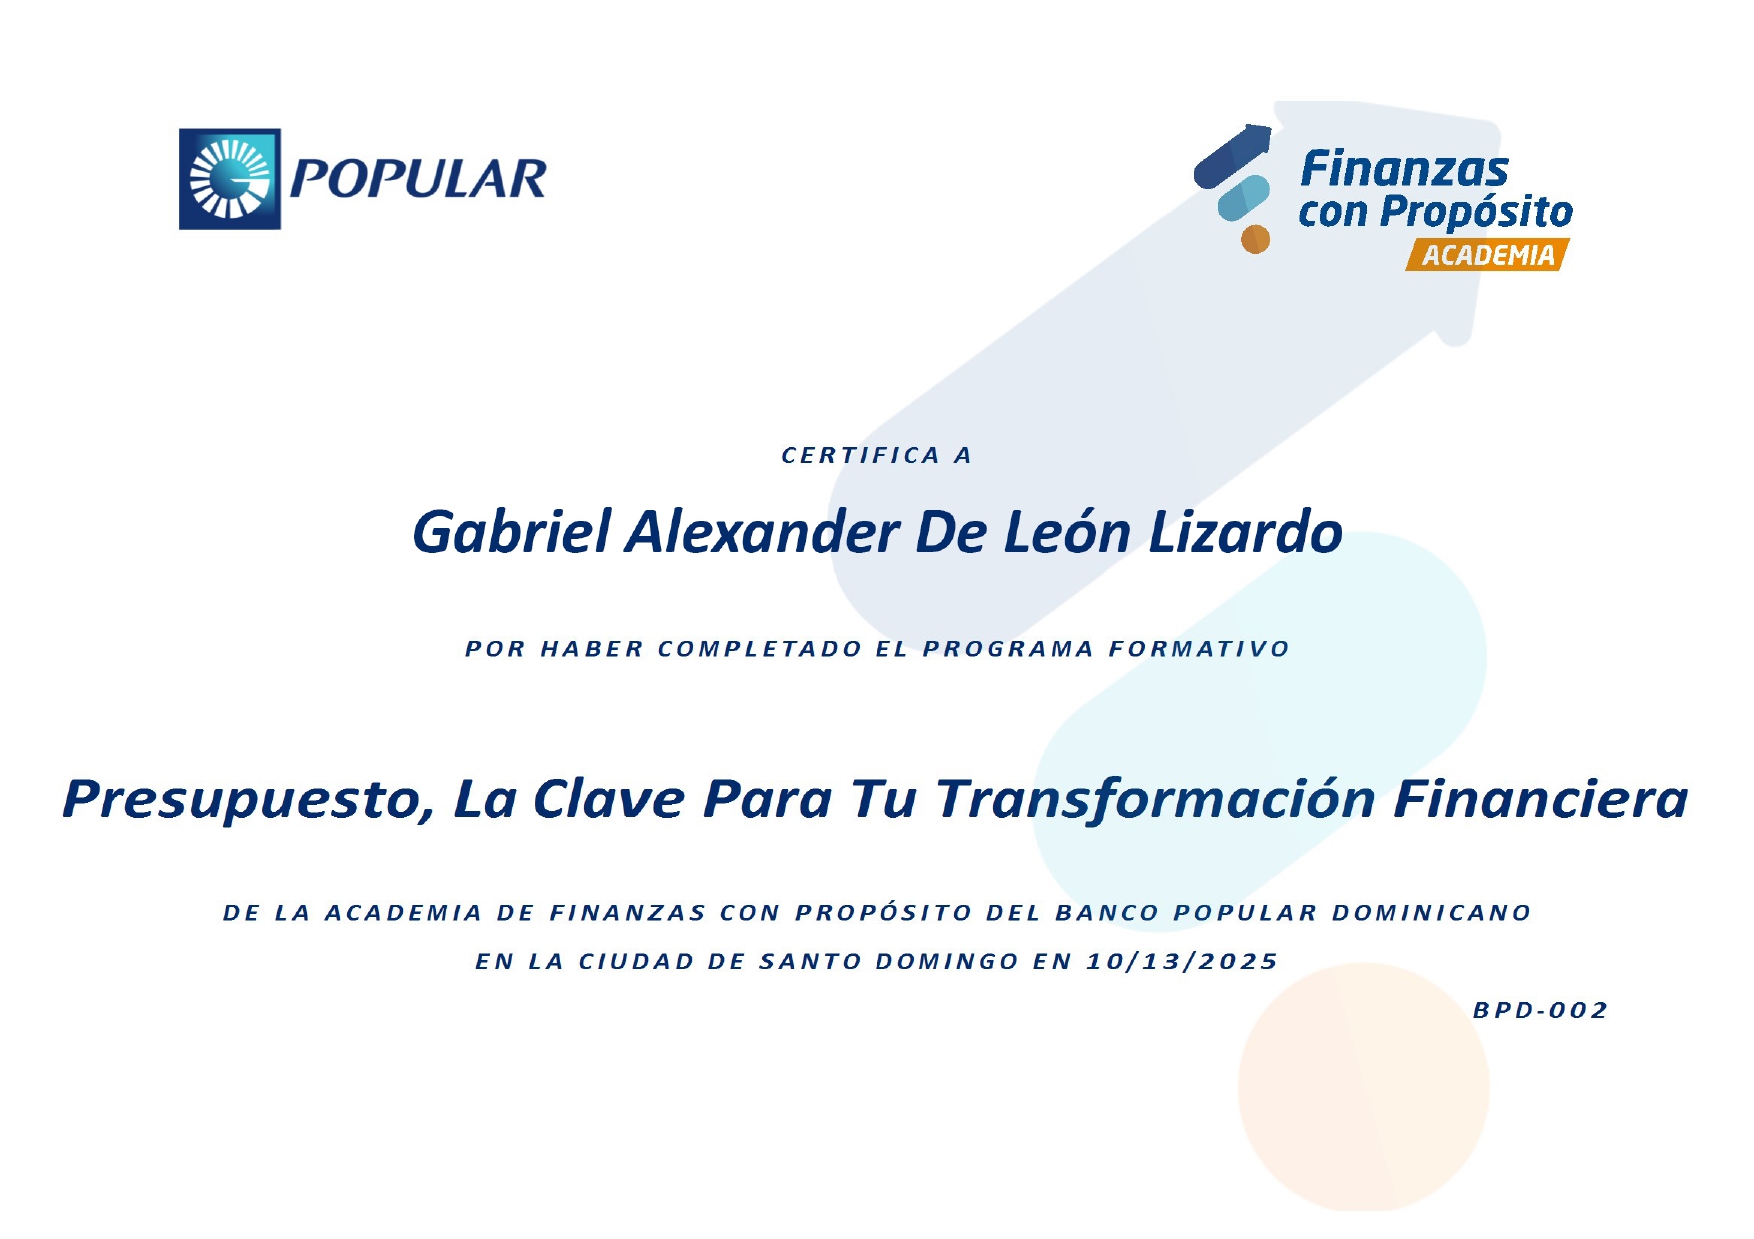 POPULAR
Finanzas
con Propósito
ACADEMIA
CERTIFICA A
Gabriel Alexander De León Lizardo
POR HABER COMPLETADO EL PROGRAMA FORMATIVO
Presupuesto, La Clave Para Tu Transformación Financiera
DE LA ACADEMIA DE FINANZAS CON PROPÓSITO DEL BANCO POPULAR DOMINICANO
EN LA CIUDAD DE SANTO DOMINGO EN 10/13/2025
BPD-002